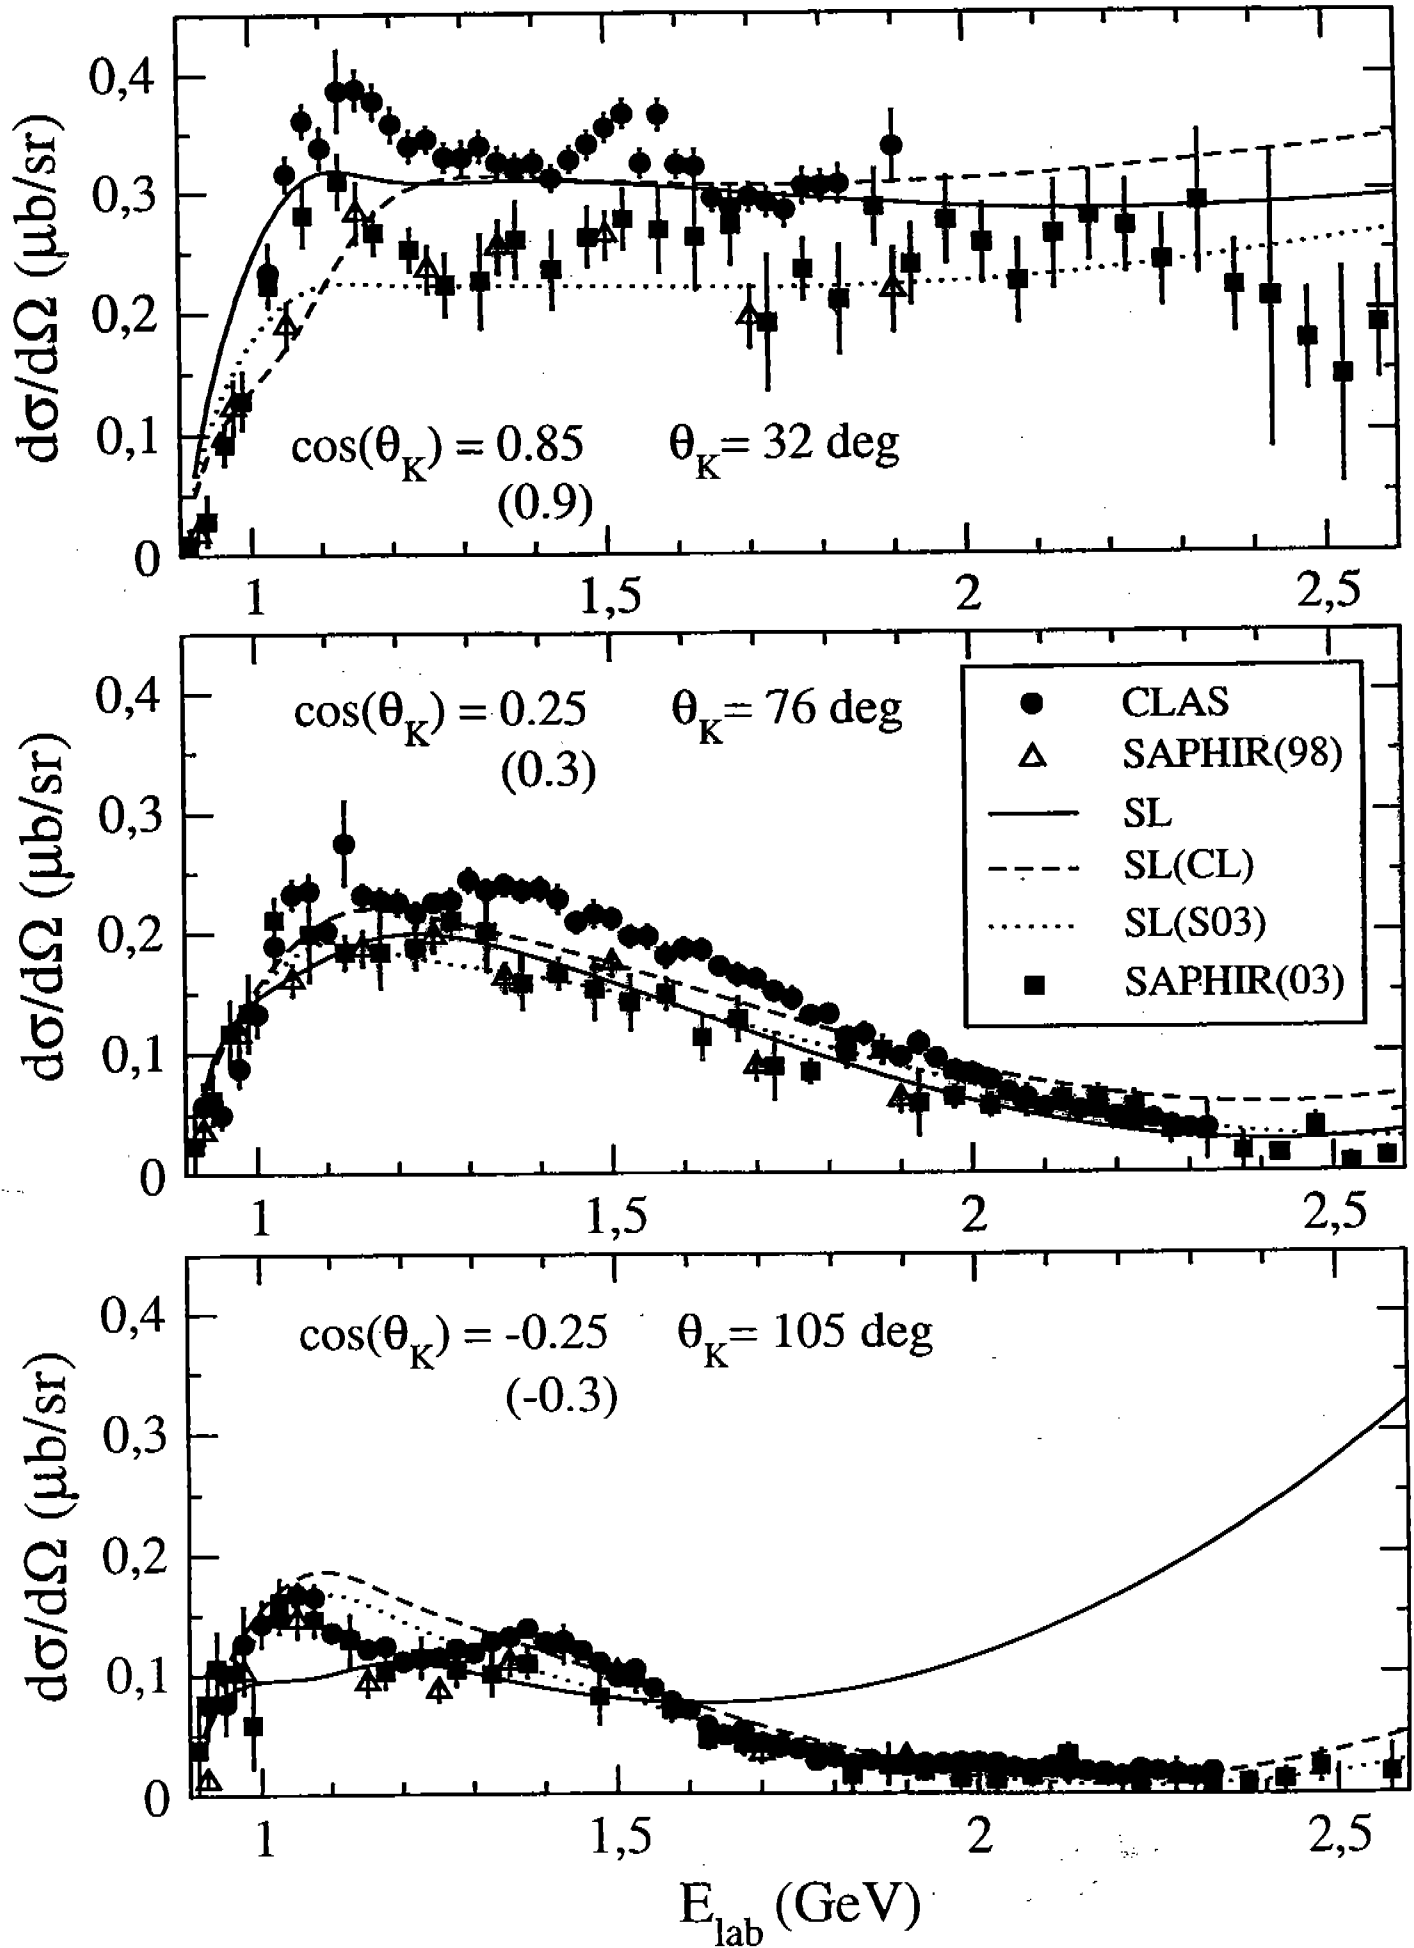 dσ/dΩ (μb/sr)
0,4
0,3
0,2
0,1
0
cos(θK) = 0.85 θK= 32 deg
(0.9)
1 1,5 2 2,5
dσ/dΩ (μb/sr)
0,4
0,3
0,2
0,1
0
cos(θK) = 0.25 θK= 76 deg
(0.3)
CLAS
SAPHIR(98)
SL
SL(CL)
SL(S03)
SAPHIR(03)
1 1,5 2 2,5
dσ/dΩ (μb/sr)
0,4
0,3
0,2
0,1
0
cos(θK) = -0.25 θK= 105 deg
(-0.3)
1 1,5 2 2,5
Elab (GeV)